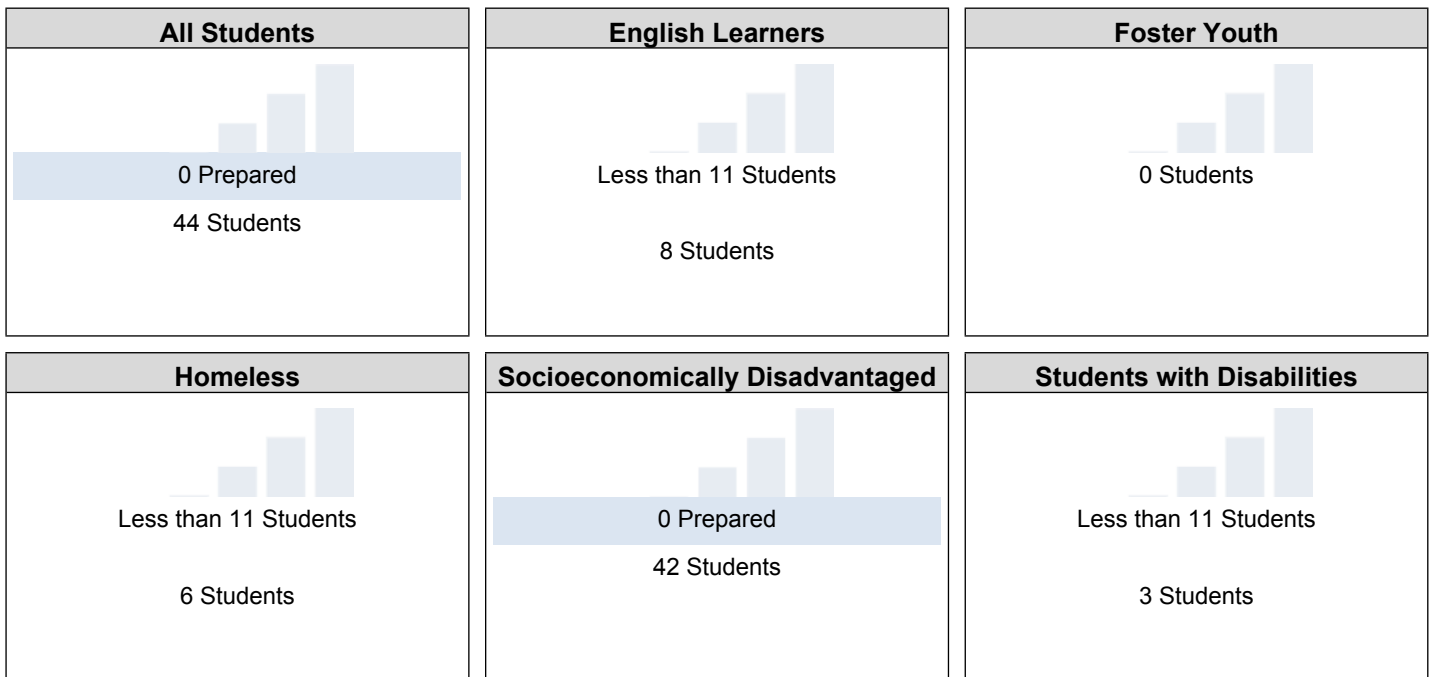 All Students
0 Prepared
44 Students
English Learners
Less than 11 Students
8 Students
Foster Youth
0 Students
Homeless
Less than 11 Students
6 Students
Socioeconomically Disadvantaged
0 Prepared
42 Students
Students with Disabilities
Less than 11 Students
3 Students